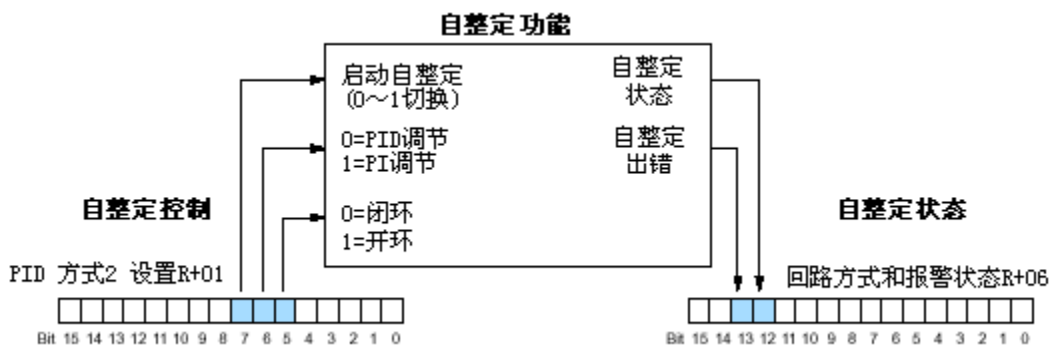 自整定功能
启动自整定
(0～1切换)
0=PID调节
1=PI调节
0=闭环
1=开环
自整定
状态
自整定
出错
自整定控制
PID 方式2 设置R+01
Bit 15 14 13 12 11 10 9 8 7 6 5 4 3 2 1 0
自整定状态
回路方式和报警状态R+06
Bit 15 14 13 12 11 10 9 8 7 6 5 4 3 2 1 0